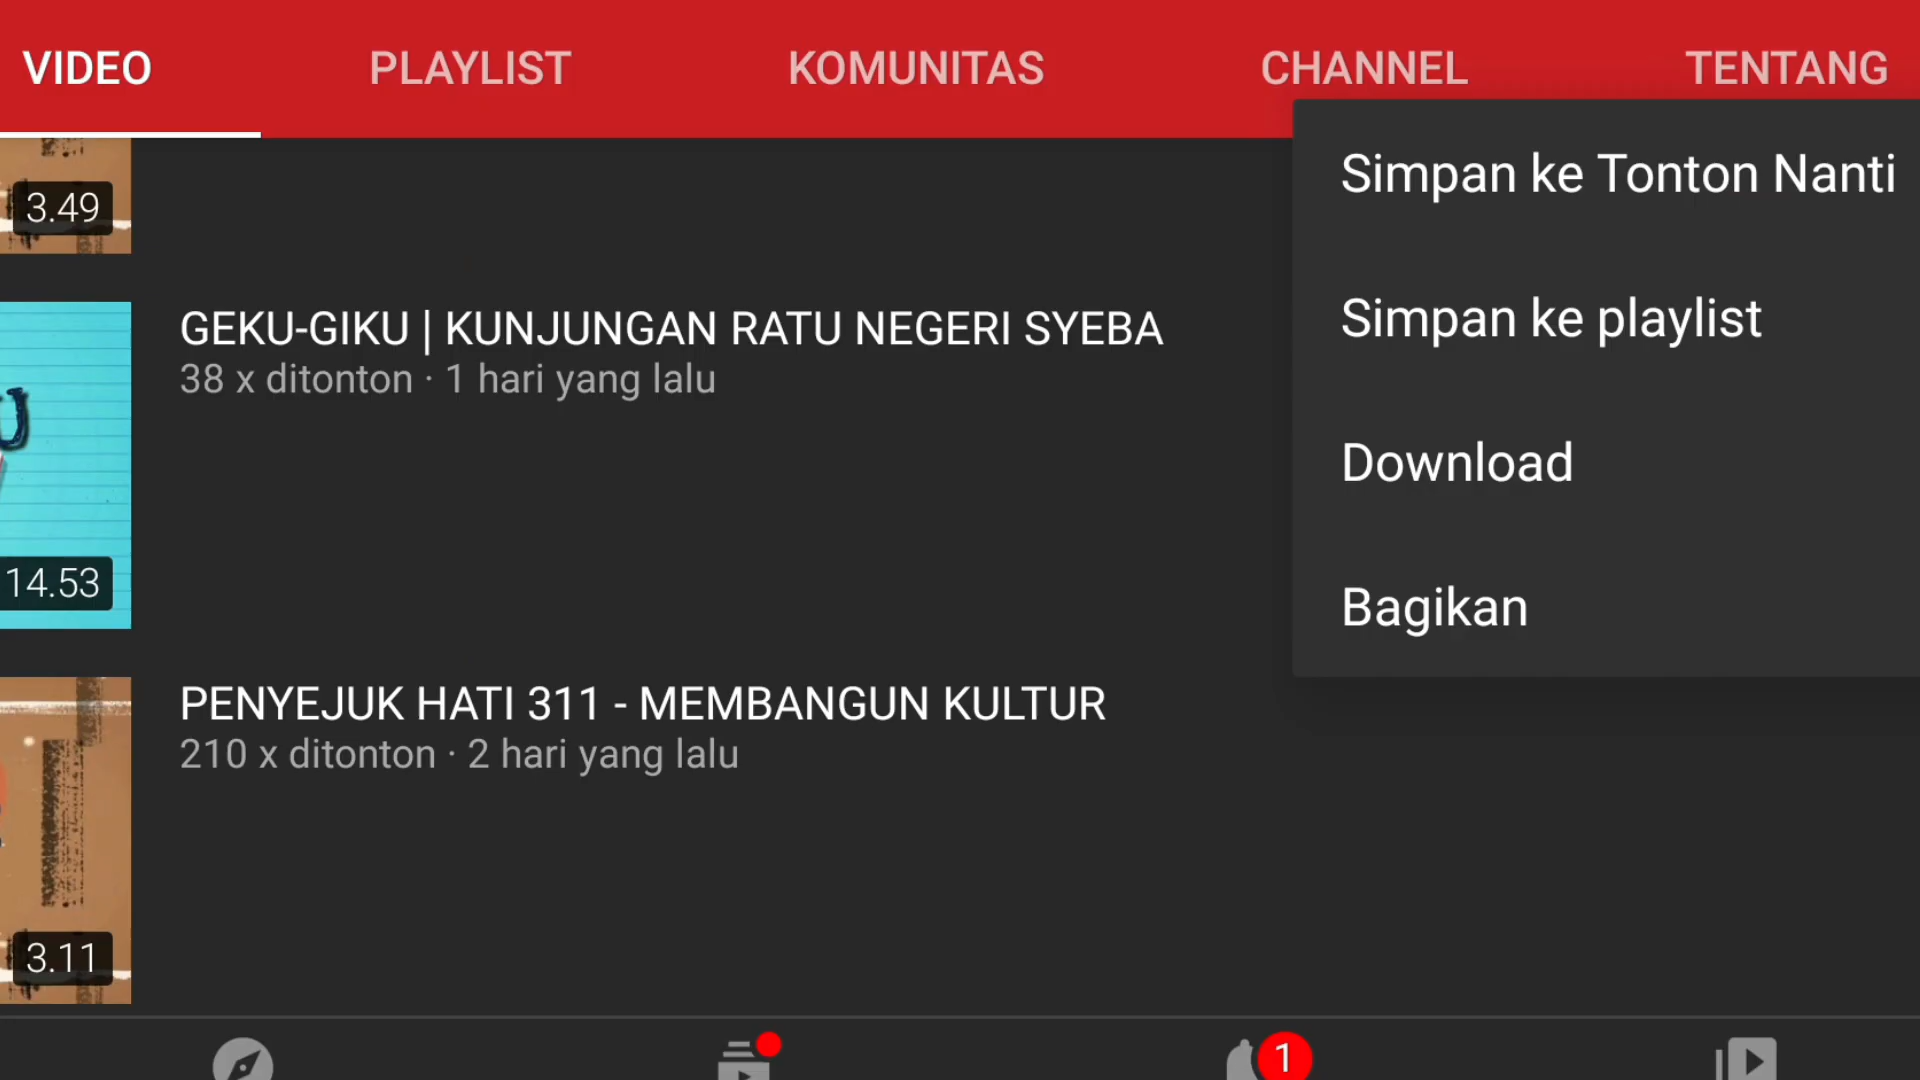 VIDEO PLAYLIST KOMUNITAS CHANNEL TENTANG
Simpan ke Tonton Nanti
Simpan ke playlist
Download
Bagikan
3.49
GEKU-GIKU | KUNJUNGAN RATU NEGERI SYEBA
38 x ditonton · 1 hari yang lalu
14.53
PENYEJUK HATI 311 - MEMBANGUN KULTUR
210 x ditonton · 2 hari yang lalu
3.11
1